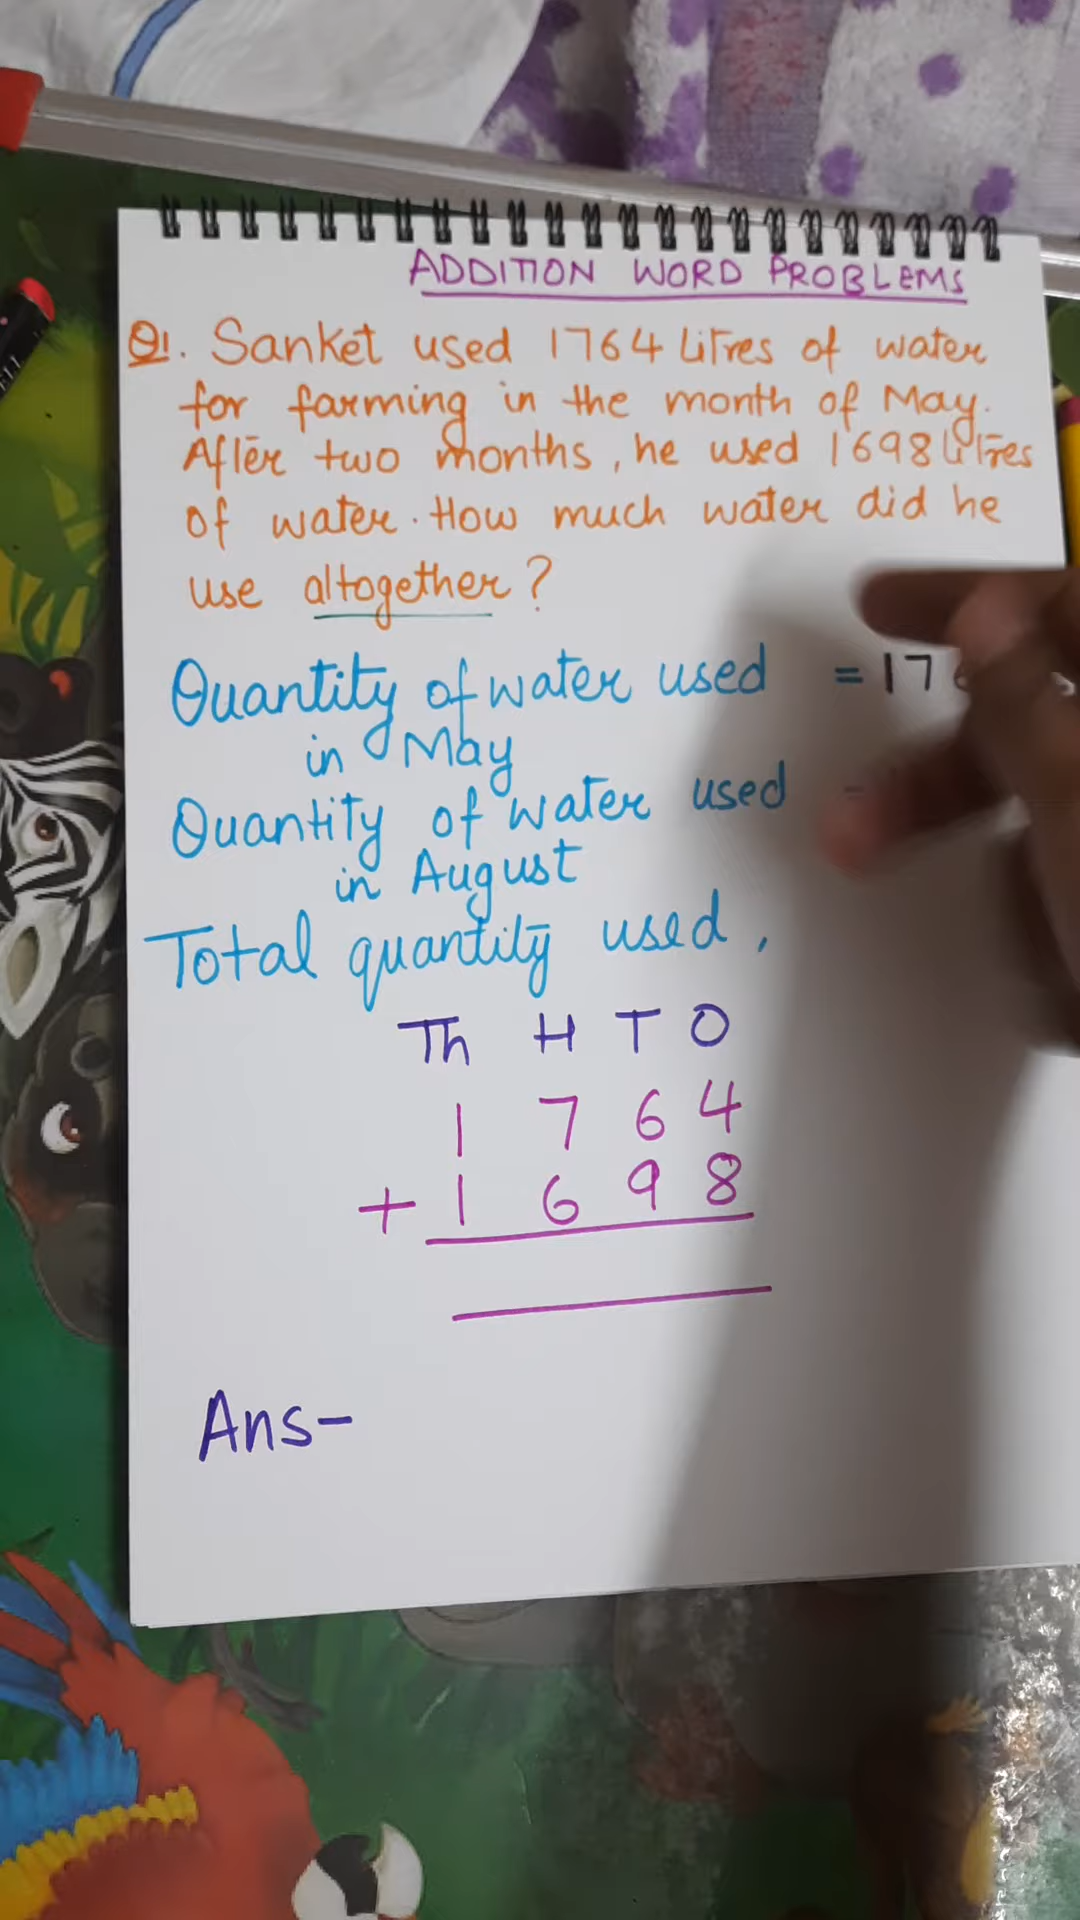 ADDITION WORD PROBLEMS
Q1. Sanket used 1764 Litres of water
for farming in the month of May.
After two months, he used 1698 Litres
of water. How much water did he
use altogether?
Quantity of water used = 17
in May
Quantity of water used
in August
Total quantity used,
Th H T O
1 7 6 4
+ 1 6 9 8
Ans-